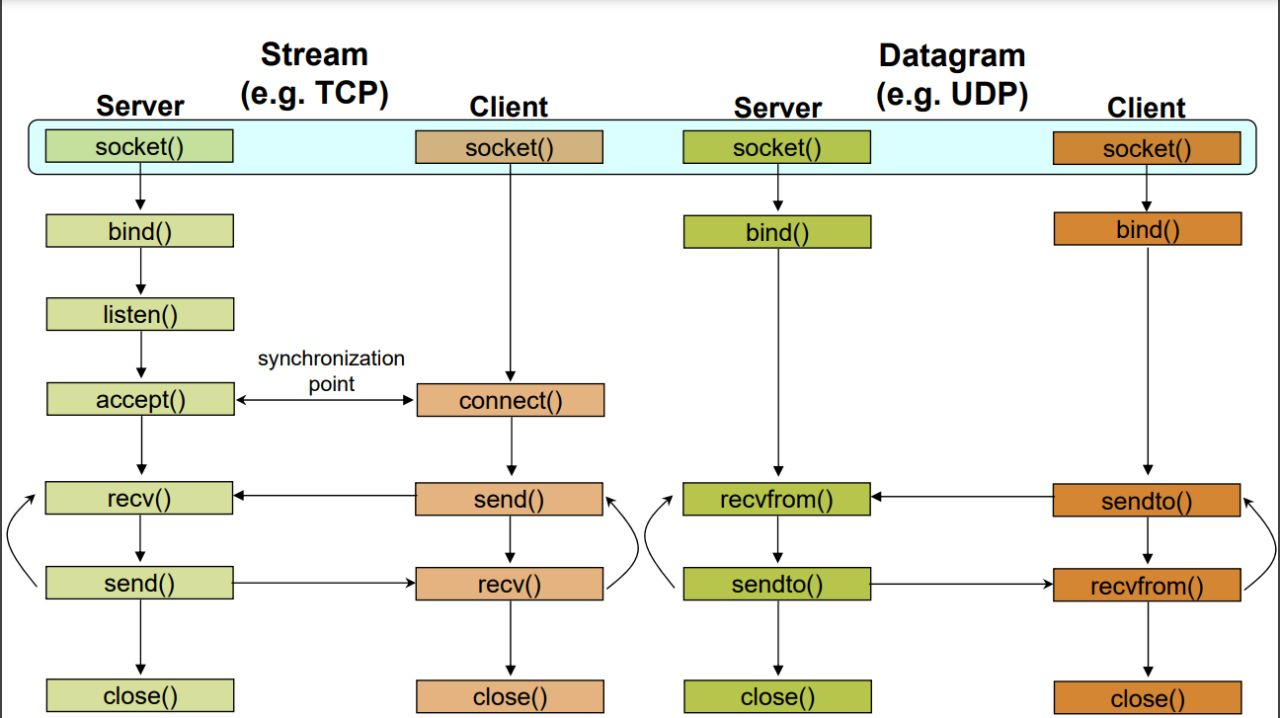 Stream
(e.g. TCP)
Datagram
(e.g. UDP)
Server
Client
Server
Client
socket()
socket()
socket()
socket()
bind()
bind()
bind()
listen()
synchronization
point
accept()
connect()
recv()
send()
recvfrom()
sendto()
send()
recv()
sendto()
recvfrom()
close()
close()
close()
close()